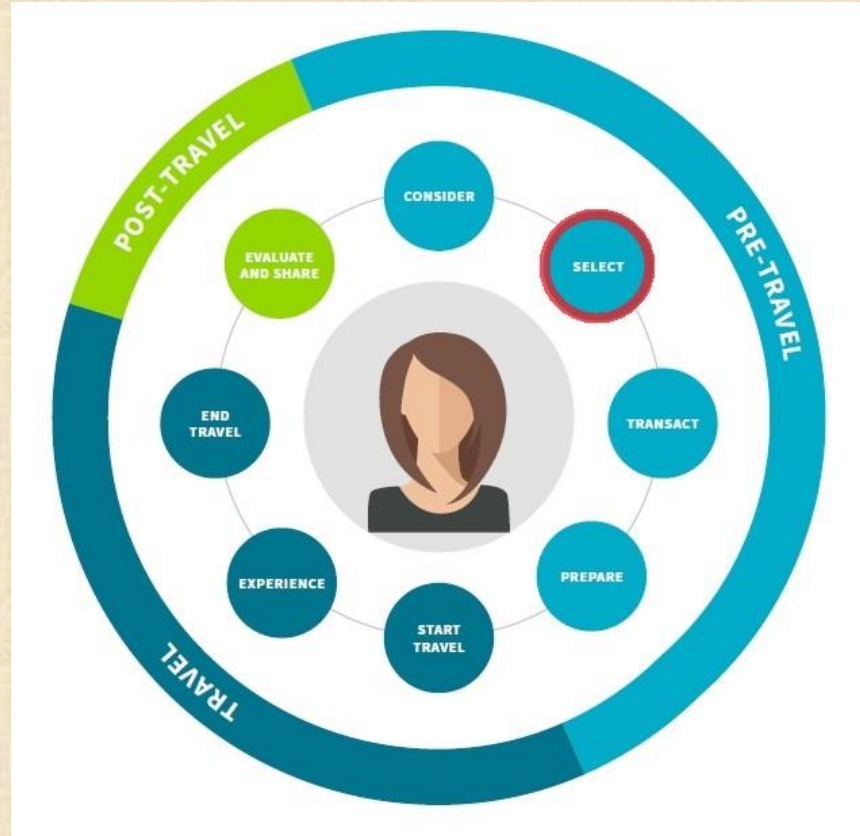 POST-TRAVEL
PRE-TRAVEL
CONSIDER
SELECT
TRANSACT
PREPARE
START
TRAVEL
EXPERIENCE
END
TRAVEL
EVALUATE
AND SHARE
TRAVEL